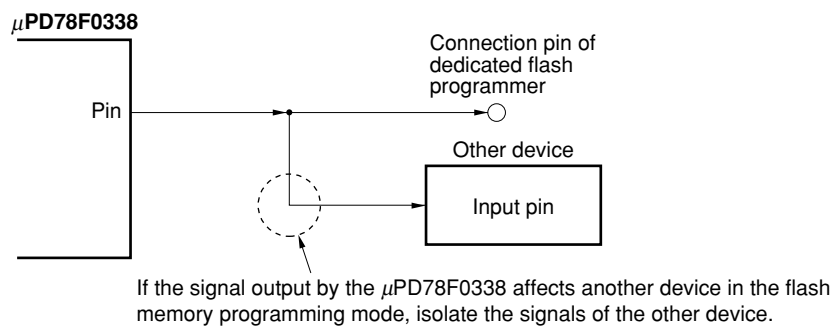 μPD78F0338
Connection pin of
dedicated flash
programmer
Pin
Other device
Input pin
If the signal output by the μPD78F0338 affects another device in the flash
memory programming mode, isolate the signals of the other device.